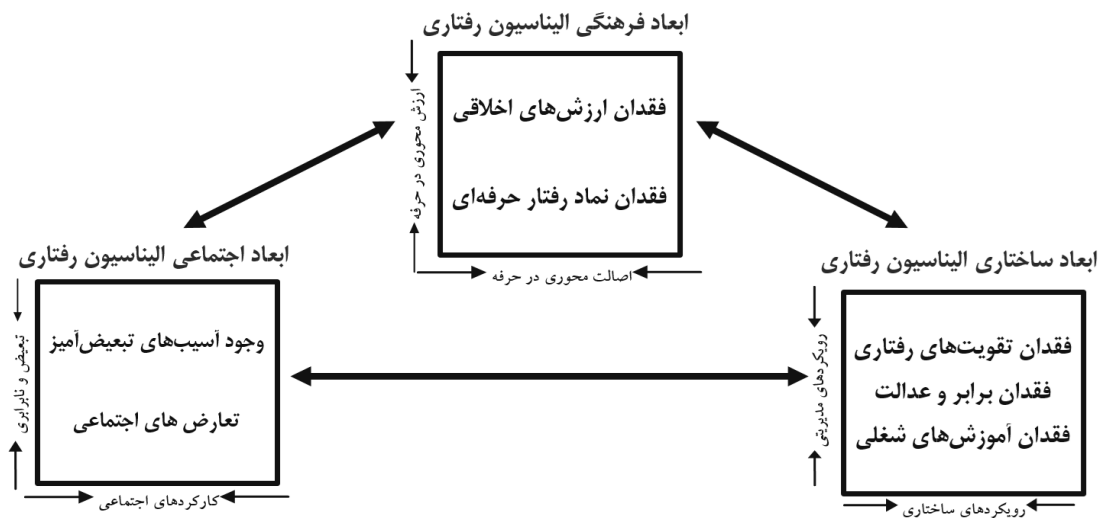 ابعاد فرهنگی الیناسیون رفتاری
ارزش محوری در حرفه
فقدان ارزش‌های اخلاقی
فقدان نماد رفتار حرفه‌ای
اصالت محوری در حرفه
ابعاد ساختاری الیناسیون رفتاری
رویکردهای مدیریتی
فقدان تقویت‌های رفتاری
فقدان برابر و عدالت
فقدان آموزش‌های شغلی
رویکردهای ساختاری
ابعاد اجتماعی الیناسیون رفتاری
تبعیض و نابرابری
وجود آسیب‌های تبعیض‌آمیز
تعارض های اجتماعی
کارکردهای اجتماعی